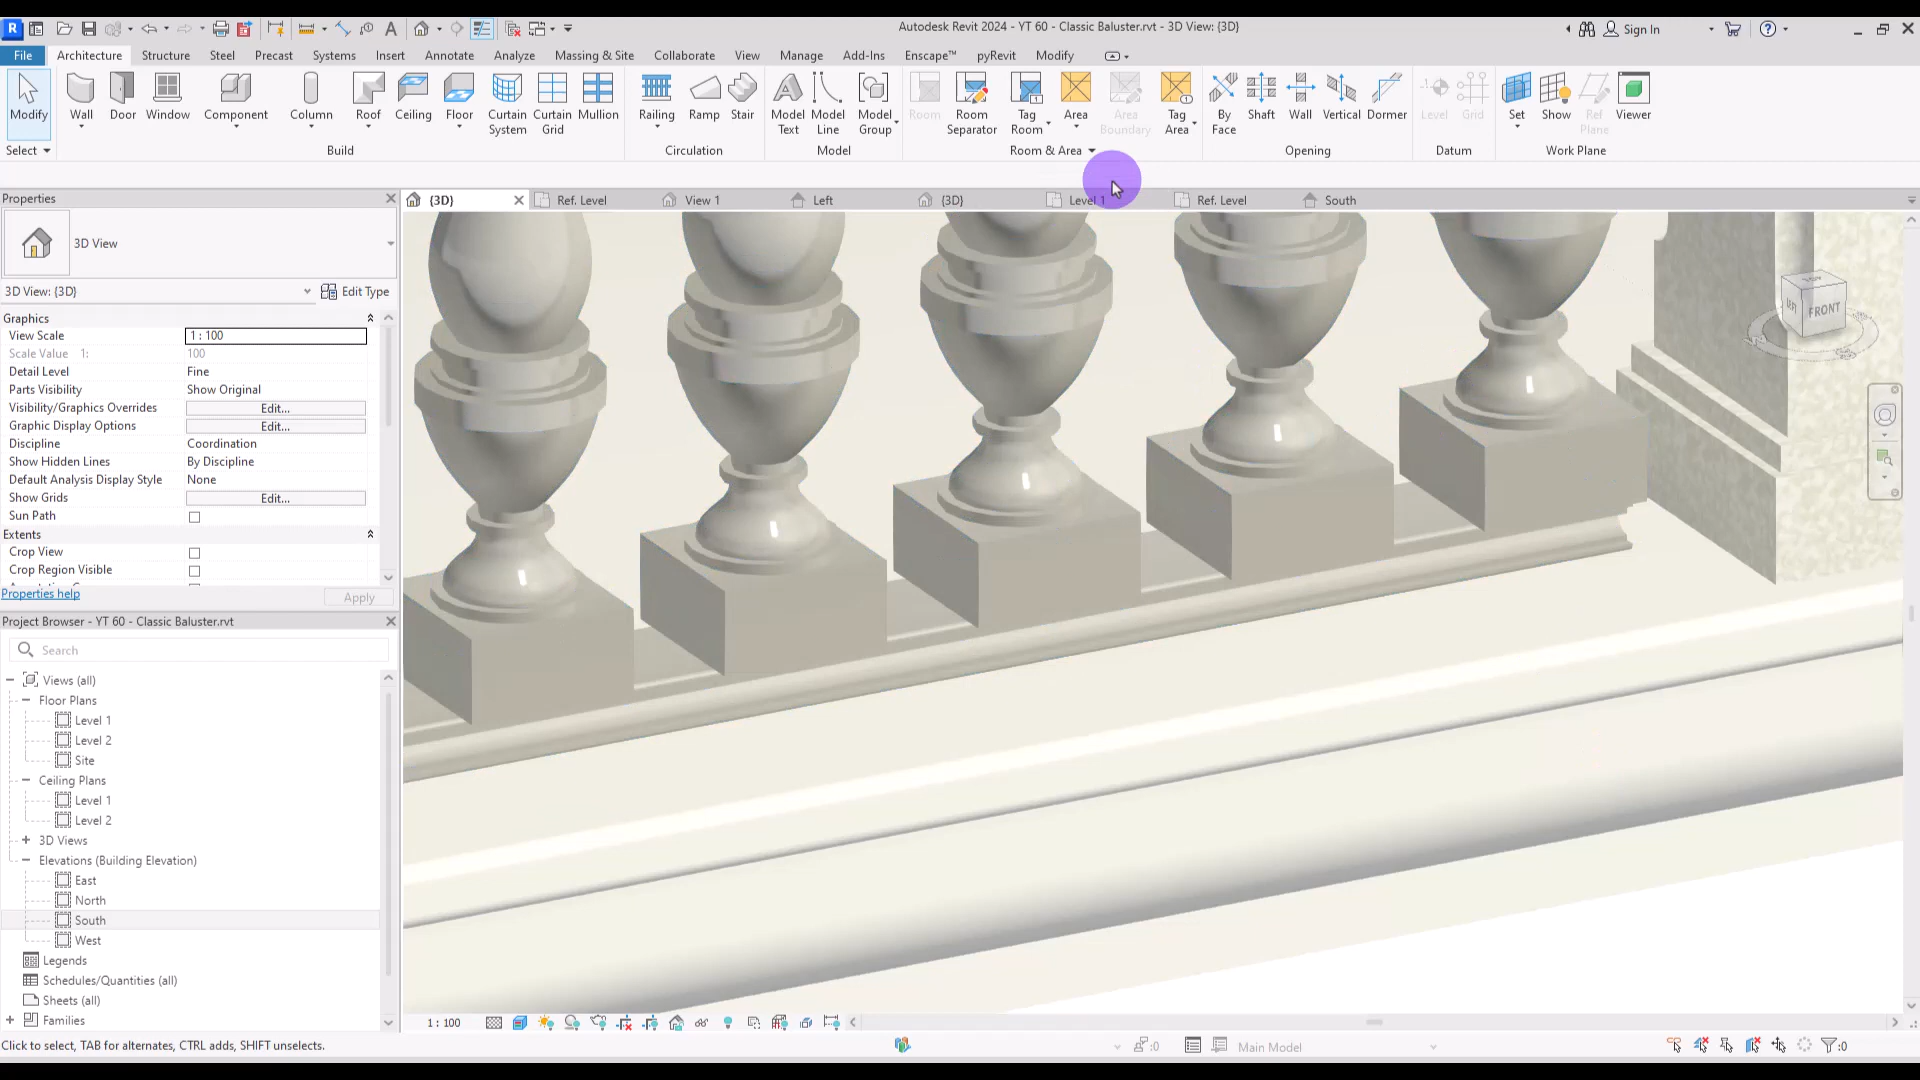 Autodesk Revit 2024 - YT 60 - Classic Baluster.rvt - 3D View: {3D}
Sign In
File Architecture Structure Steel Precast Systems Insert Annotate Analyze Massing & Site Collaborate View Manage Add-Ins Enscape™ pyRevit Modify
Modify Wall Door Window Component Column Roof Ceiling Floor Curtain System Curtain Grid Mullion Railing Ramp Stair Model Text Model Line Model Group Room Room Separator Tag Room Area Area Boundary Tag Area By Face Shaft Wall Vertical Dormer Level Grid Set Show Ref Plane Viewer
Select Build Circulation Model Room & Area Opening Datum Work Plane
Properties
{3D} Ref. Level View 1 Left {3D} Level 1 Ref. Level South
3D View
3D View: {3D} Edit Type
Graphics
View Scale 1 : 100
Scale Value 1: 100
Detail Level Fine
Parts Visibility Show Original
Visibility/Graphics Overrides Edit...
Graphic Display Options Edit...
Discipline Coordination
Show Hidden Lines By Discipline
Default Analysis Display Style None
Show Grids Edit...
Sun Path
Extents
Crop View
Crop Region Visible
Properties help Apply
Project Browser - YT 60 - Classic Baluster.rvt
Search
Views (all)
Floor Plans
Level 1
Level 2
Site
Ceiling Plans
Level 1
Level 2
3D Views
Elevations (Building Elevation)
East
North
South
West
Legends
Schedules/Quantities (all)
Sheets (all)
Families
TOP
FRONT
1 : 100
Click to select, TAB for alternates, CTRL adds, SHIFT unselects.
:0
Main Model
:0